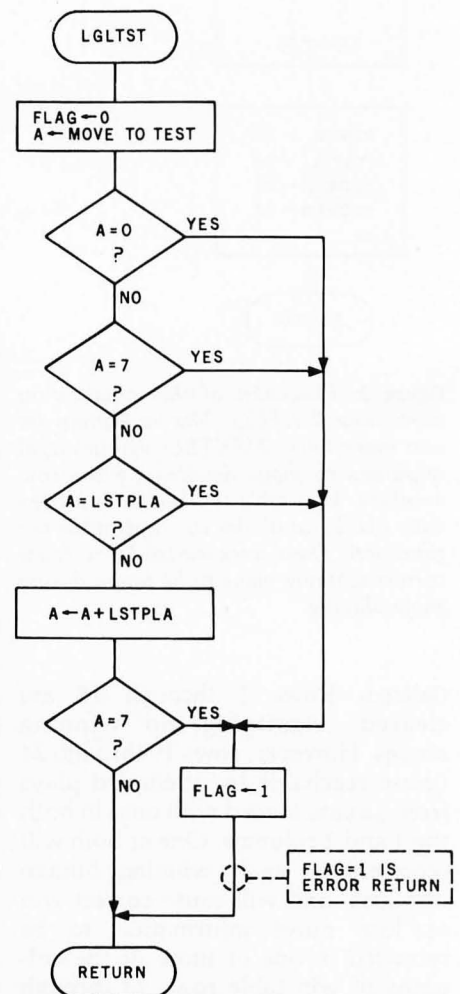 LGLTST
FLAG←0
A←MOVE TO TEST
A=0
?
YES
NO
A=7
?
YES
NO
A=LSTPLA
?
YES
NO
A←A+LSTPLA
A=7
?
YES
NO
FLAG←1
FLAG=1 IS
ERROR RETURN
RETURN